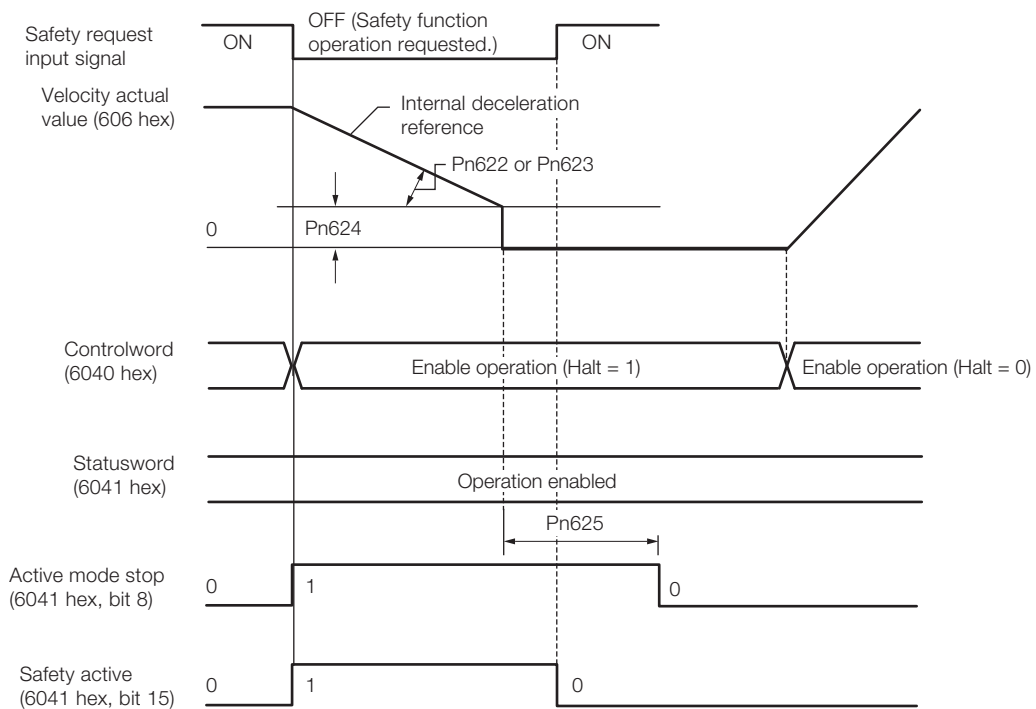 Safety request
input signal
ON
OFF (Safety function
operation requested.)
ON
Velocity actual
value (606 hex)
Internal deceleration
reference
Pn622 or Pn623
0
Pn624
Controlword
(6040 hex)
Enable operation (Halt = 1)
Enable operation (Halt = 0)
Statusword
(6041 hex)
Operation enabled
Pn625
Active mode stop
(6041 hex, bit 8)
0
1
0
Safety active
(6041 hex, bit 15)
0
1
0